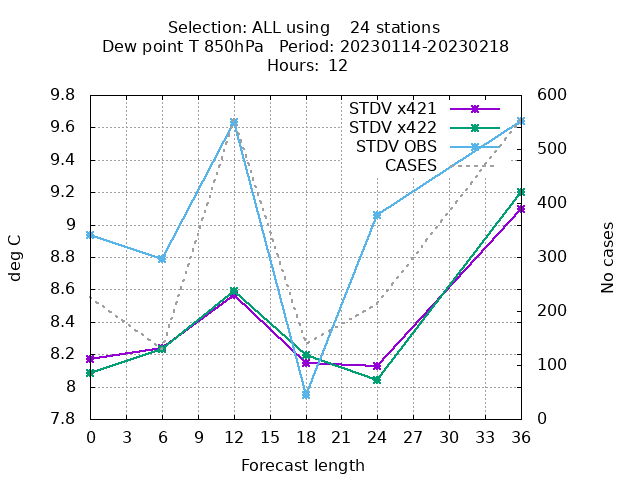 Selection: ALL using    24 stations
Dew point T 850hPa   Period: 20230114-20230218
Hours: 12
9.8
9.6
9.4
9.2
9
8.8
8.6
8.4
8.2
8
7.8
deg C
STDV x421
STDV x422
STDV OBS
CASES
600
500
400
300
200
100
0
No cases
0 3 6 9 12 15 18 21 24 27 30 33 36
Forecast length